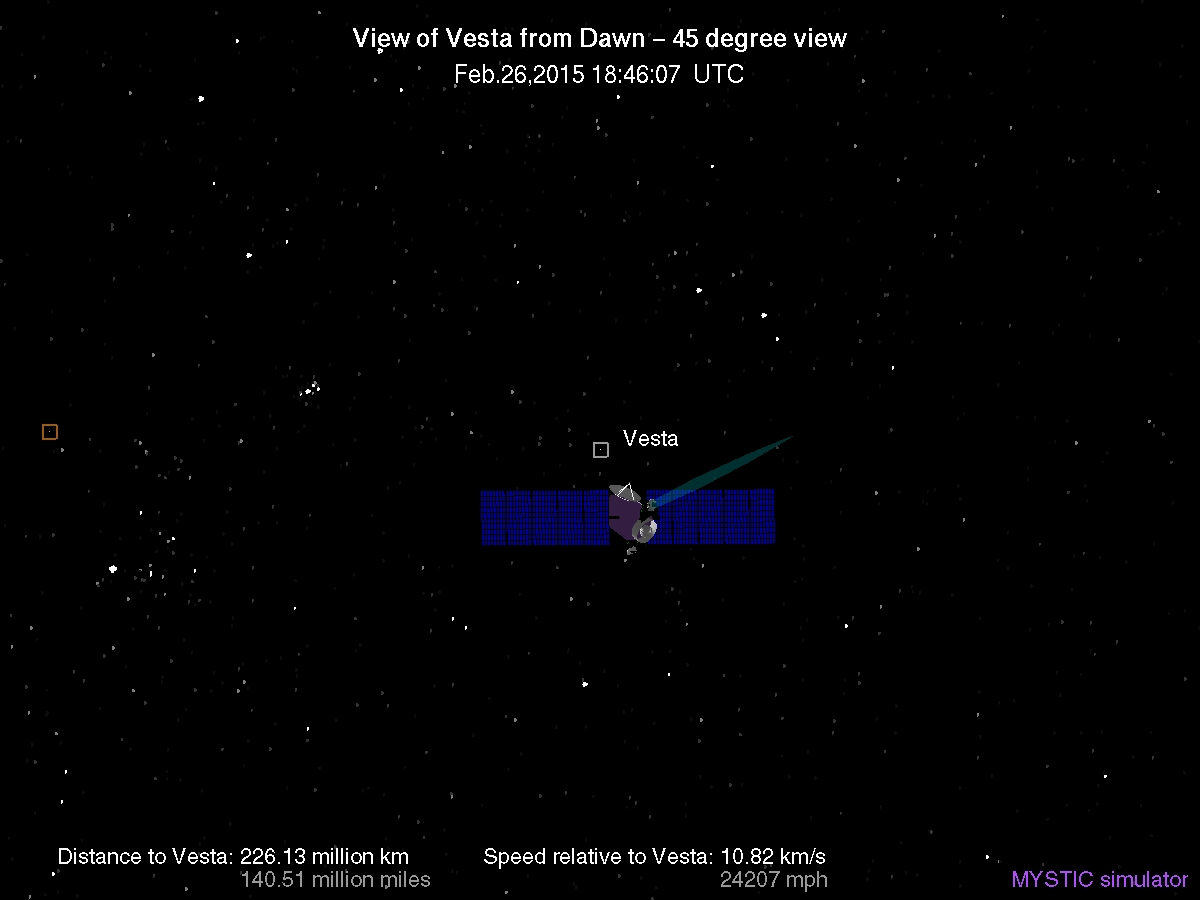 View of Vesta from Dawn – 45 degree view
Feb.26,2015 18:46:07 UTC
Vesta
Distance to Vesta: 226.13 million km
140.51 million miles
Speed relative to Vesta: 10.82 km/s
24207 mph
MYSTIC simulator